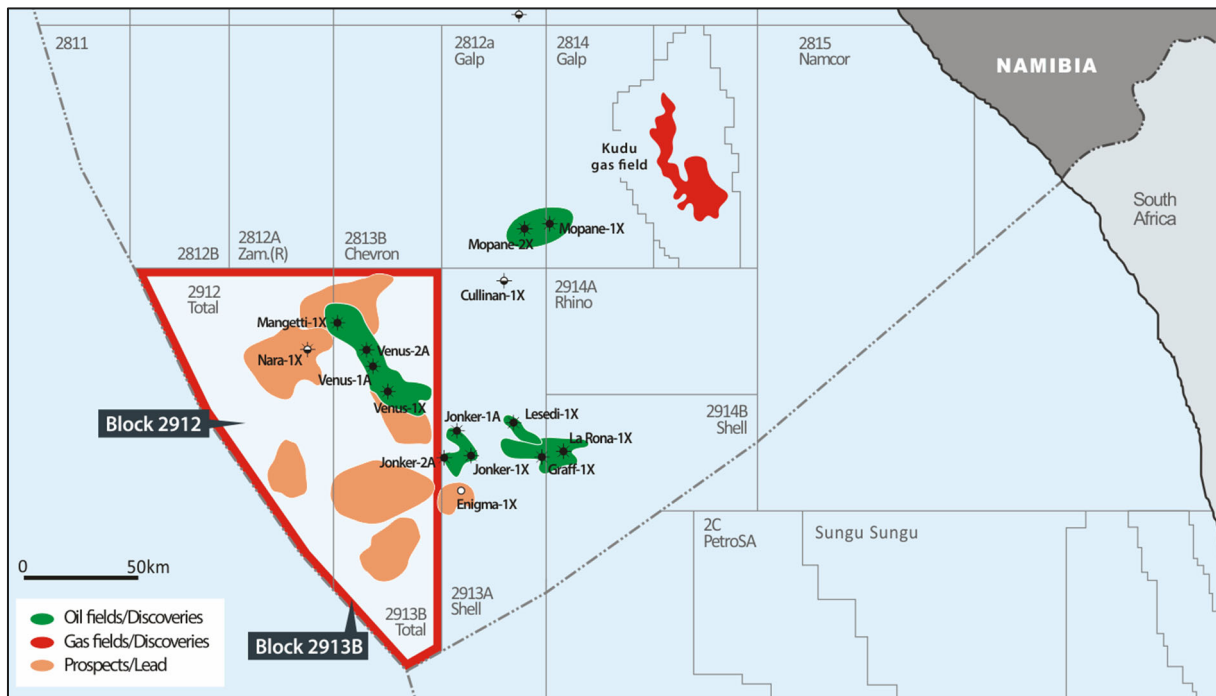 2811
2812a
Galp
2814
Galp
2815
Namcor
NAMIBIA
South
Africa
Kudu
gas field
Mopane-1X
Mopane-2X
2812B
2812A
Zam.(R)
2813B
Chevron
2912
Total
Cullinan-1X
2914A
Rhino
Mangetti-1X
Nara-1X
Venus-2A
Venus-1A
Venus-1X
Block 2912
Jonker-1A
Lesedi-1X
La Rona-1X
2914B
Shell
Jonker-2A
Jonker-1X
Graff-1X
Enigma-1X
2C
PetroSA
Sungu Sungu
0
50km
2913A
Shell
2913B
Total
Block 2913B
Oil fields/Discoveries
Gas fields/Discoveries
Prospects/Lead